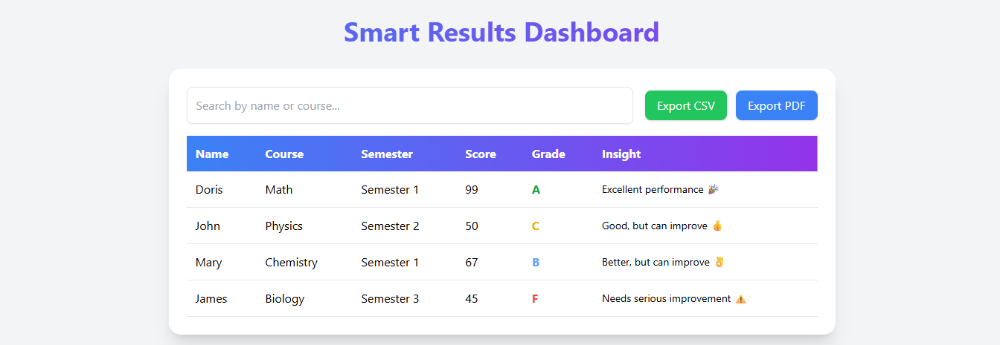 Smart Results Dashboard
Search by name or course... Export CSV Export PDF
Name Course Semester Score Grade Insight
Doris Math Semester 1 99 A Excellent performance 🎉
John Physics Semester 2 50 C Good, but can improve 👍
Mary Chemistry Semester 1 67 B Better, but can improve 👌
James Biology Semester 3 45 F Needs serious improvement ⚠️